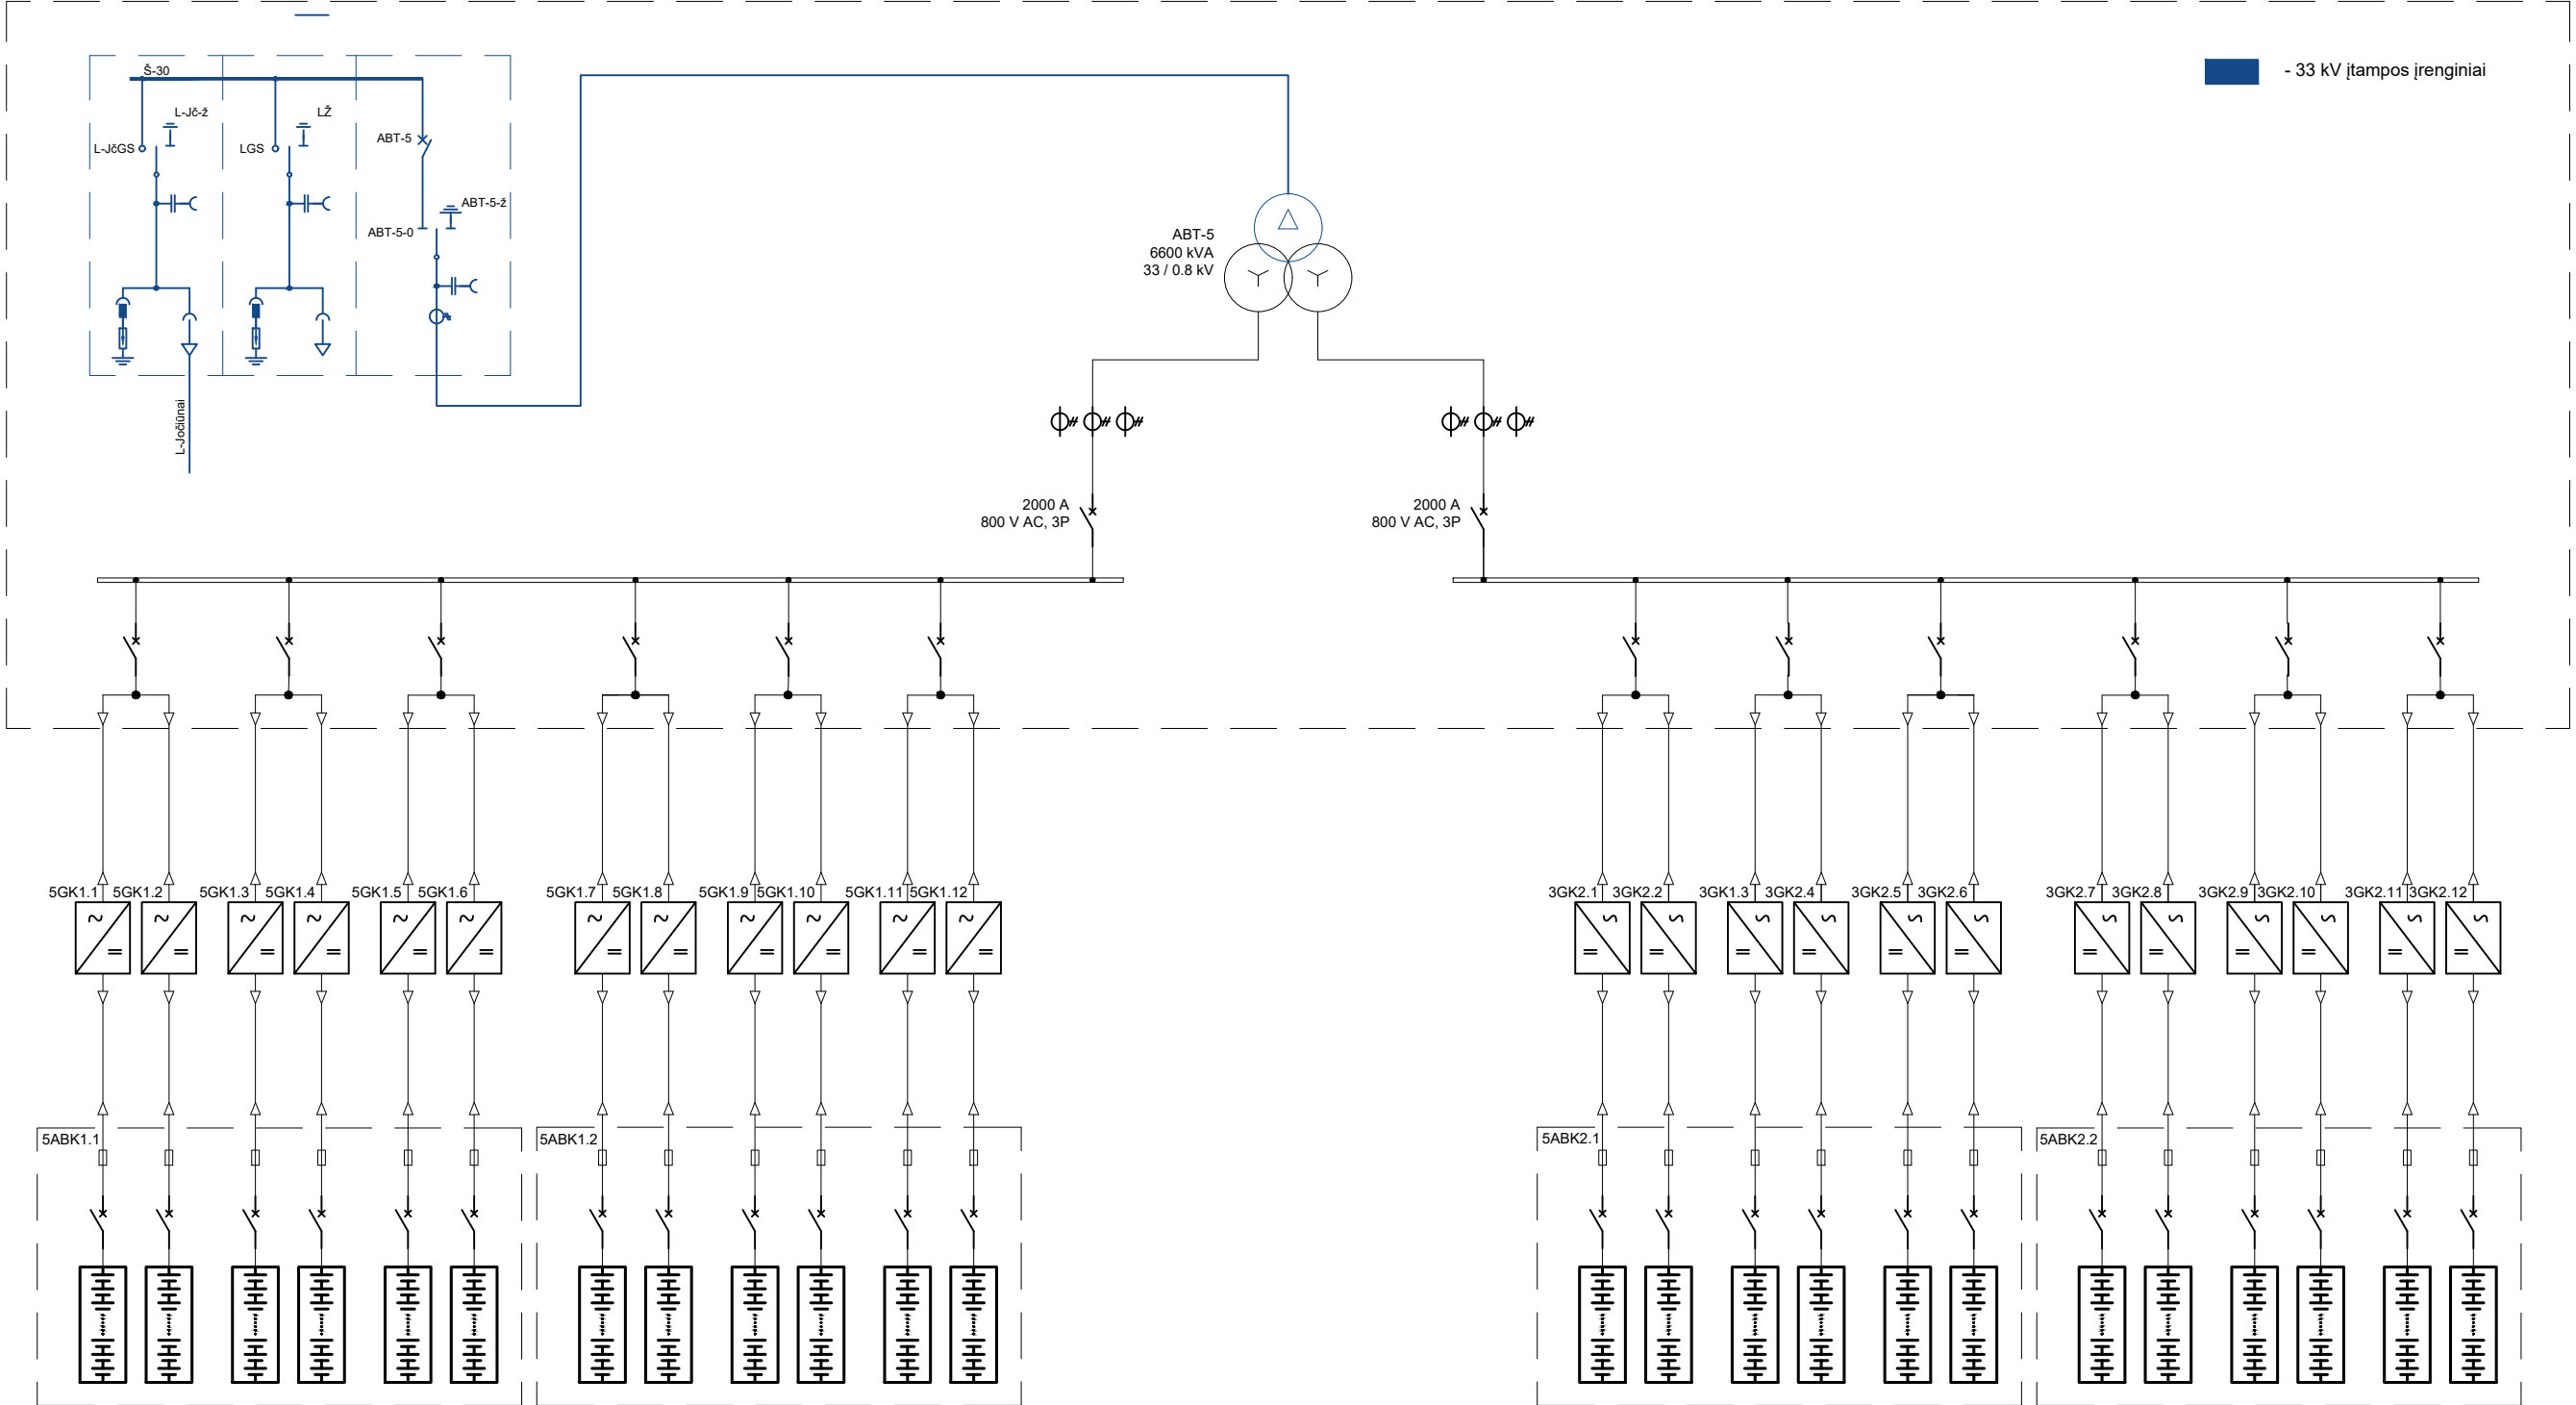 Š-30
- 33 kV įtampos įrenginiai
L-Jč-ž
LŽ
L-JčGS
LGS
ABT-5
ABT-5-ž
ABT-5-0
L-Jočiūnai
ABT-5
6600 kVA
33 / 0.8 kV
2000 A
800 V AC, 3P
2000 A
800 V AC, 3P
5GK1.1 5GK1.2 5GK1.3 5GK1.4 5GK1.5 5GK1.6 5GK1.7 5GK1.8 5GK1.9 5GK1.10 5GK1.11 5GK1.12 3GK2.1 3GK2.2 3GK1.3 3GK2.4 3GK2.5 3GK2.6 3GK2.7 3GK2.8 3GK2.9 3GK2.10 3GK2.11 3GK2.12
5ABK1.1 5ABK1.2 5ABK2.1 5ABK2.2